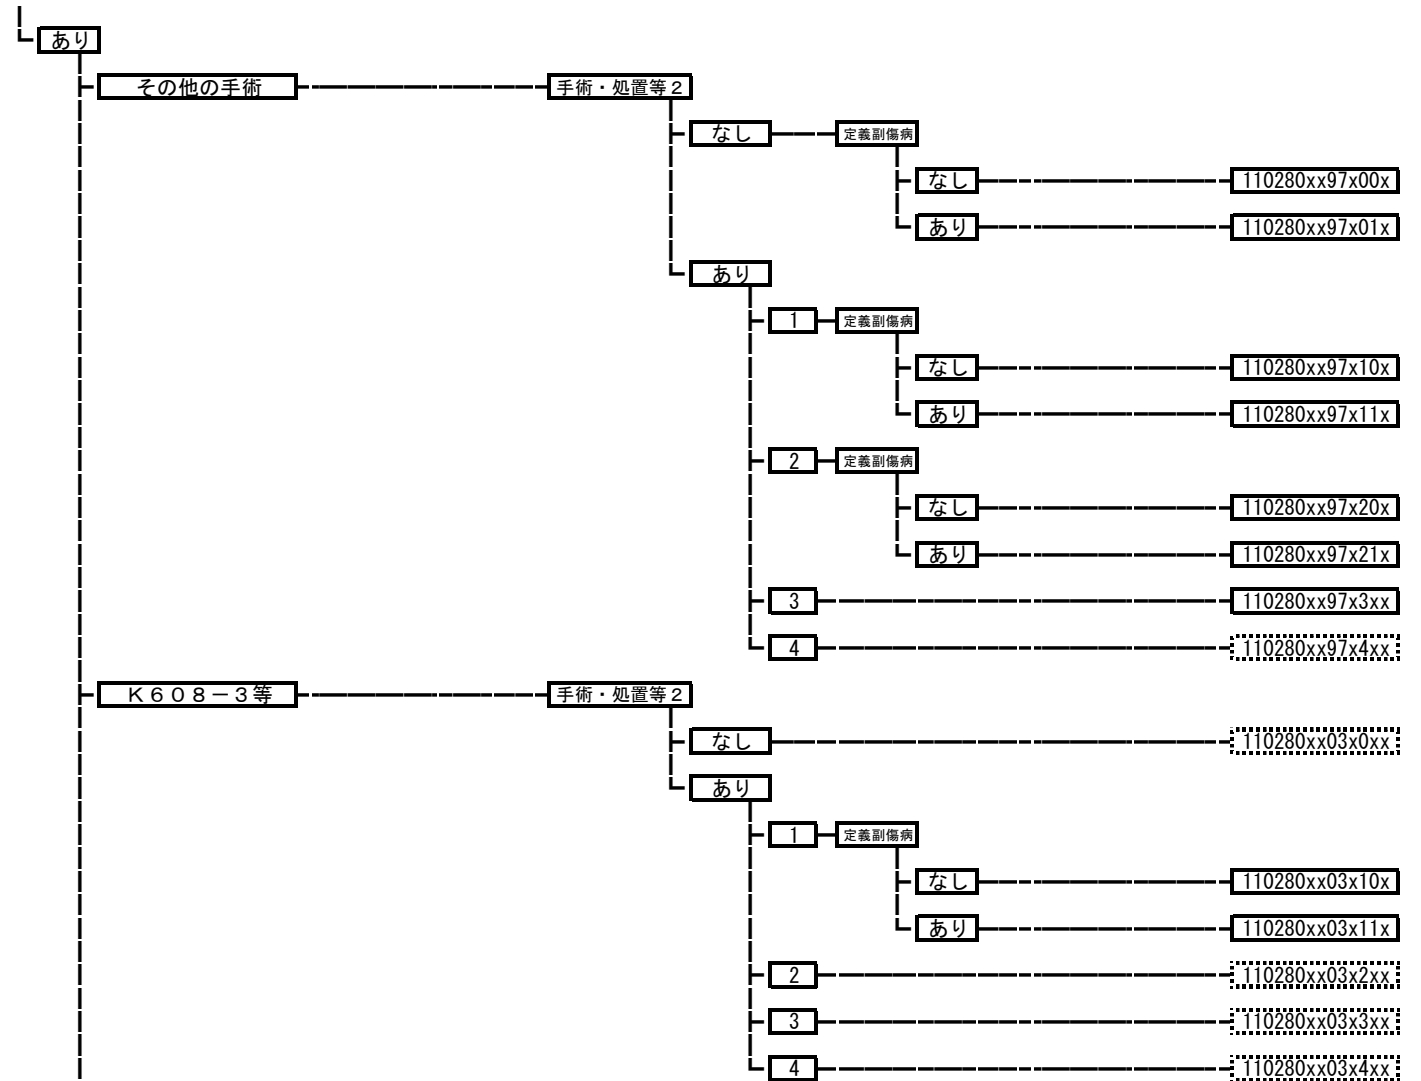 あり
その他の手術 手術・処置等2
なし 定義副傷病
なし 110280xx97x00x
あり 110280xx97x01x
あり
1 定義副傷病
なし 110280xx97x10x
あり 110280xx97x11x
2 定義副傷病
なし 110280xx97x20x
あり 110280xx97x21x
3 110280xx97x3xx
4 110280xx97x4xx
K608-3等 手術・処置等2
なし 110280xx03x0xx
あり
1 定義副傷病
なし 110280xx03x10x
あり 110280xx03x11x
2 110280xx03x2xx
3 110280xx03x3xx
4 110280xx03x4xx